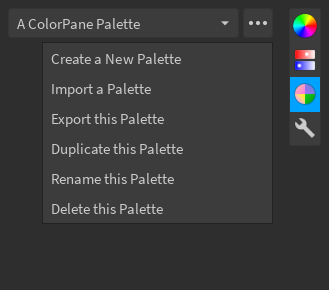 A ColorPane Palette
Create a New Palette
Import a Palette
Export this Palette
Duplicate this Palette
Rename this Palette
Delete this Palette